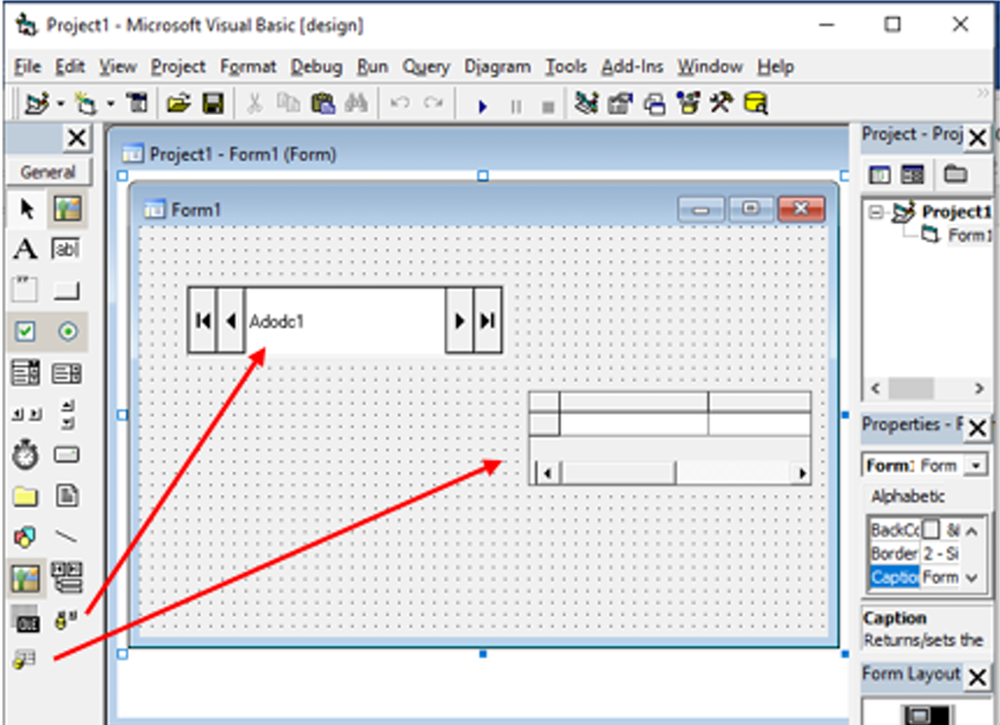 Project1 - Microsoft Visual Basic [design]
File Edit View Project Format Debug Run Query Diagram Tools Add-Ins Window Help
General
Project1 - Form1 (Form)
Form1
A
ab|
Adodc1
OLE
Project - Proj
Project1
Form1
Properties - F
Form1 Form
Alphabetic
BackCo &
Border 2 - Si
Captio Form
Caption
Returns/sets the
Form Layout